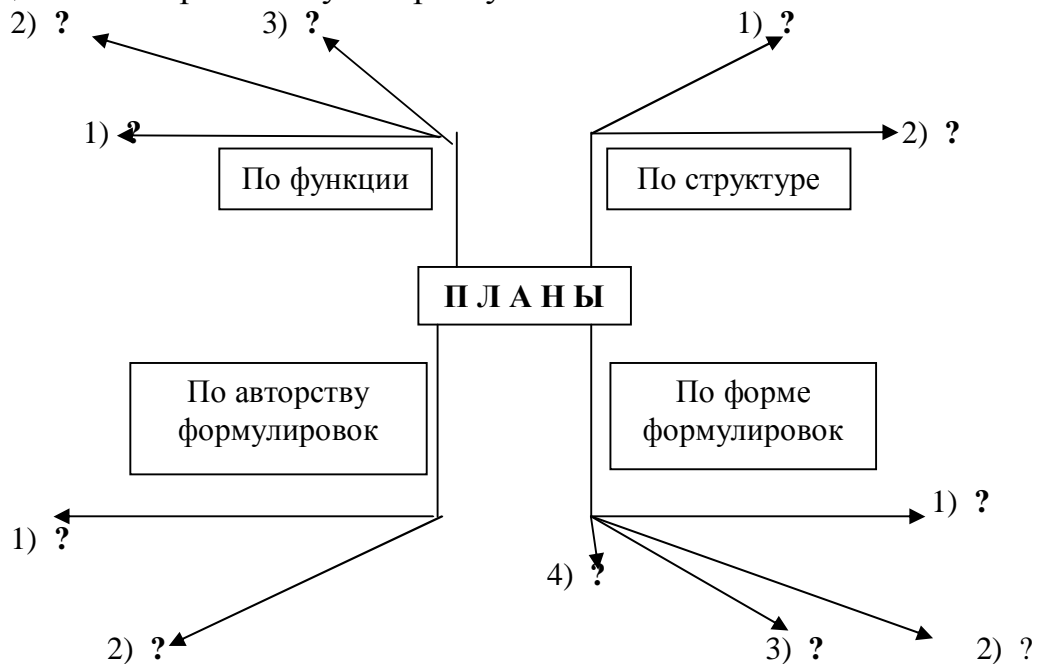 2) ? 3) ? 1) ?
1) ? 2) ?
По функции По структуре
П Л А Н Ы
По авторству
формулировок
По форме
формулировок
1) ? 1) ?
4) ?
2) ? 3) ? 2) ?